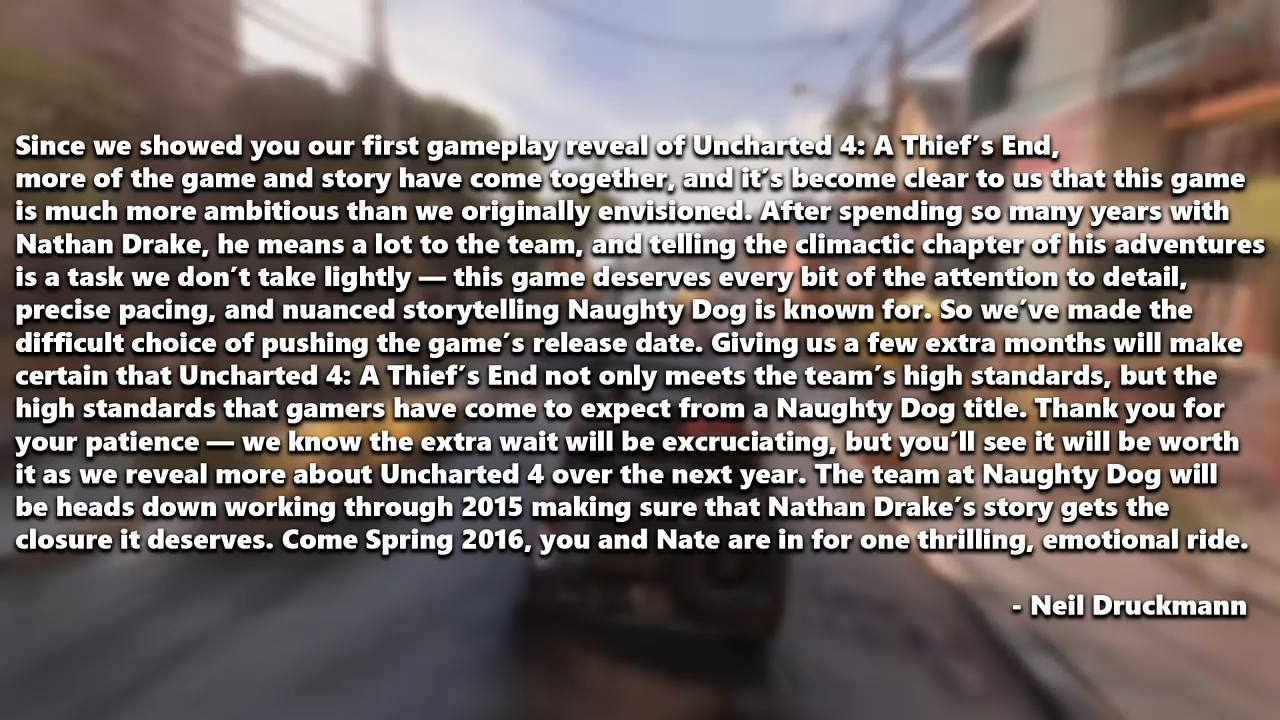 Since we showed you our first gameplay reveal of Uncharted 4: A Thief’s End,
more of the game and story have come together, and it’s become clear to us that this game
is much more ambitious than we originally envisioned. After spending so many years with
Nathan Drake, he means a lot to the team, and telling the climactic chapter of his adventures
is a task we don’t take lightly — this game deserves every bit of the attention to detail,
precise pacing, and nuanced storytelling Naughty Dog is known for. So we’ve made the
difficult choice of pushing the game’s release date. Giving us a few extra months will make
certain that Uncharted 4: A Thief’s End not only meets the team’s high standards, but the
high standards that gamers have come to expect from a Naughty Dog title. Thank you for
your patience — we know the extra wait will be excruciating, but you’ll see it will be worth
it as we reveal more about Uncharted 4 over the next year. The team at Naughty Dog will
be heads down working through 2015 making sure that Nathan Drake’s story gets the
closure it deserves. Come Spring 2016, you and Nate are in for one thrilling, emotional ride.
- Neil Druckmann